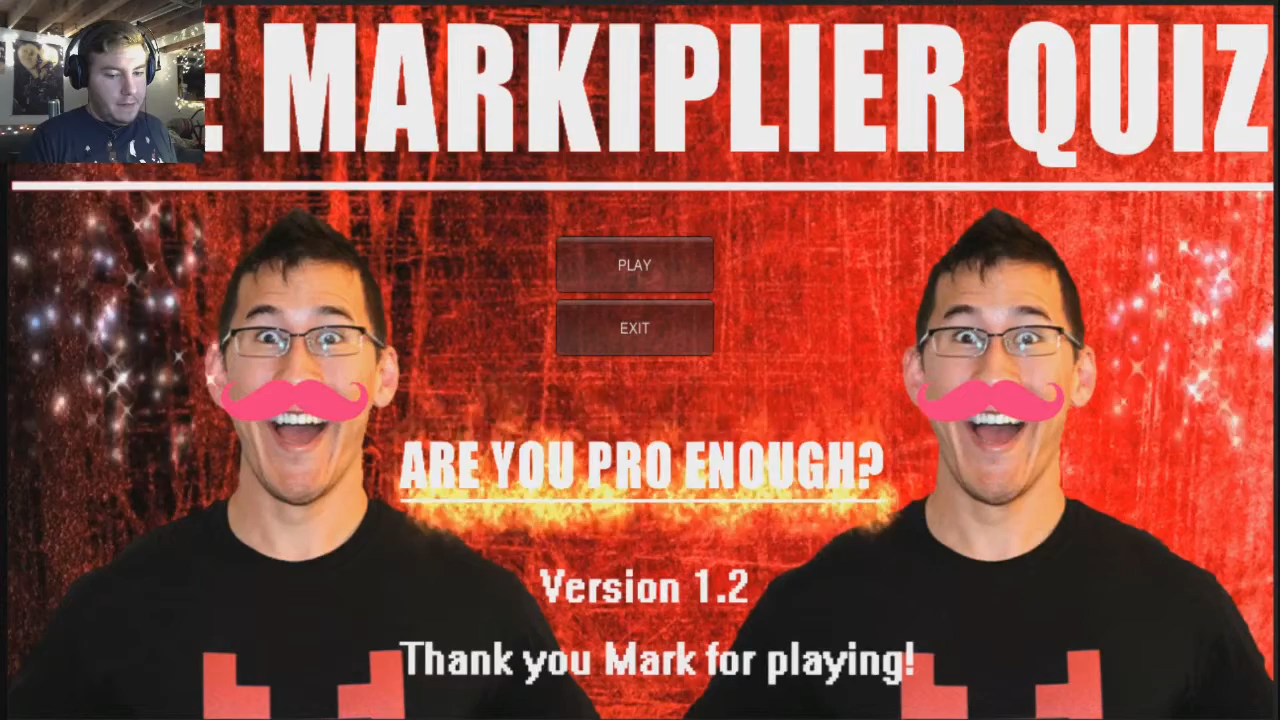 E MARKIPLIER QUIZ
PLAY
EXIT
ARE YOU PRO ENOUGH?
Version 1.2
Thank you Mark for playing!